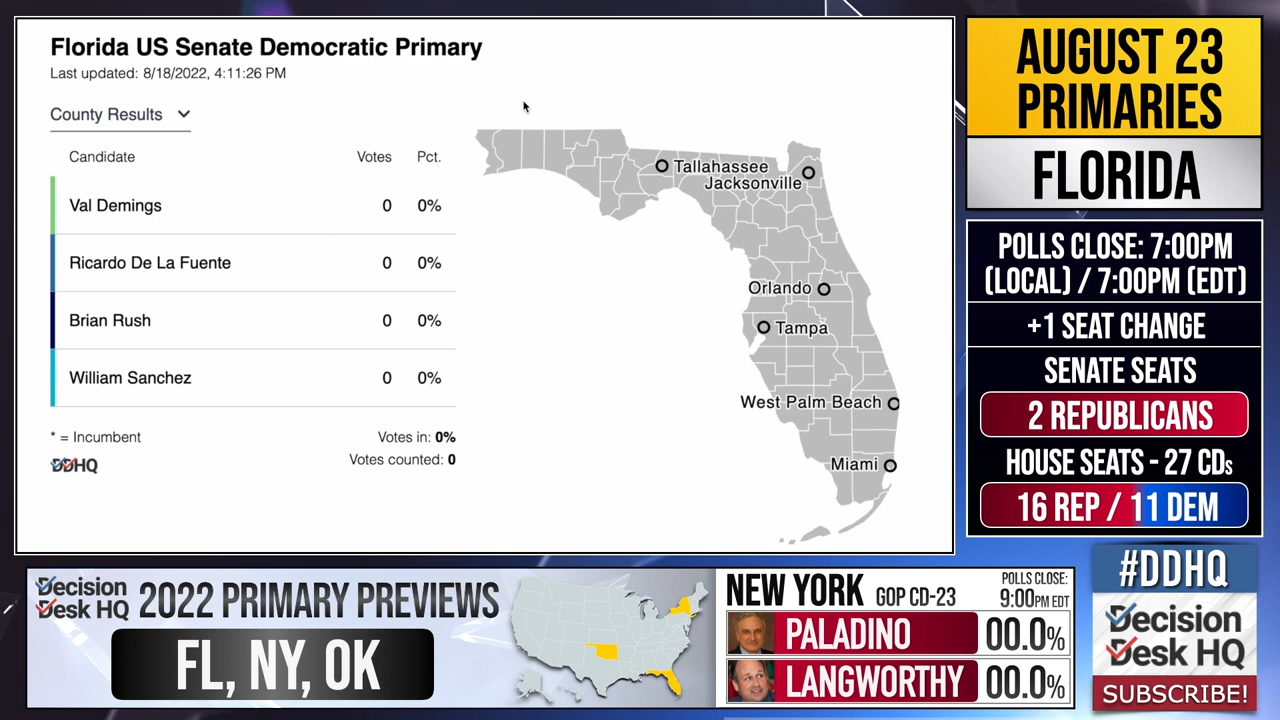 Florida US Senate Democratic Primary
Last updated: 8/18/2022, 4:11:26 PM
County Results
Candidate Votes Pct.
Val Demings 0 0%
Ricardo De La Fuente 0 0%
Brian Rush 0 0%
William Sanchez 0 0%
* = Incumbent Votes in: 0%
Votes counted: 0
DDHQ
Tallahassee
Jacksonville
Orlando
Tampa
West Palm Beach
Miami
AUGUST 23
PRIMARIES
FLORIDA
POLLS CLOSE: 7:00PM
(LOCAL) / 7:00PM (EDT)
+1 SEAT CHANGE
SENATE SEATS
2 REPUBLICANS
HOUSE SEATS - 27 CDs
16 REP / 11 DEM
Decision
Desk HQ
2022 PRIMARY PREVIEWS
FL, NY, OK
NEW YORK GOP CD-23
POLLS CLOSE:
9:00PM EDT
PALADINO 00.0%
LANGWORTHY 00.0%
#DDHQ
Decision
Desk HQ
SUBSCRIBE!